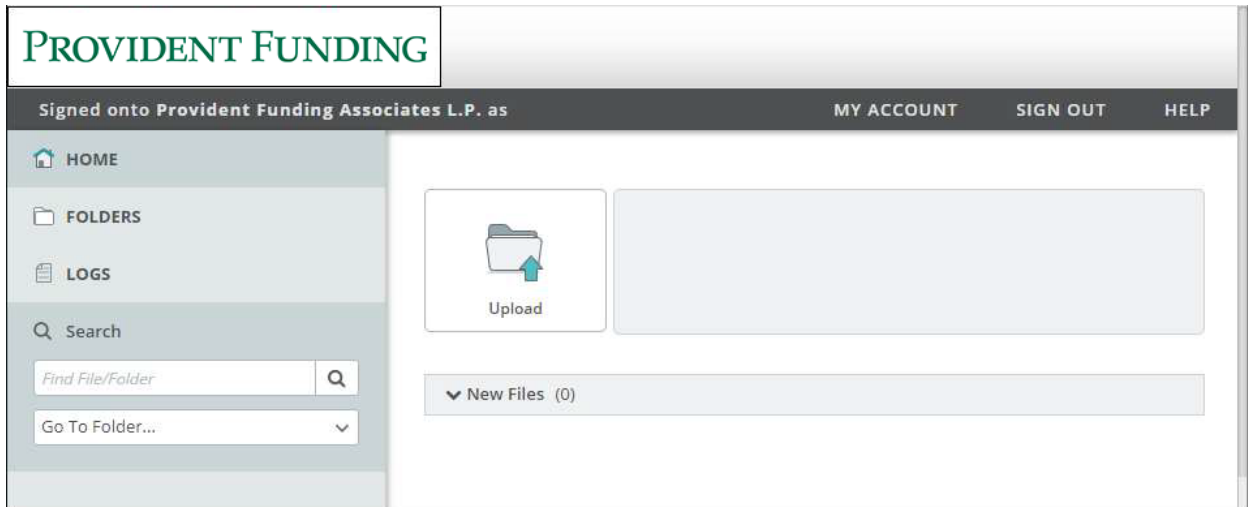 PROVIDENT FUNDING
Signed onto Provident Funding Associates L.P. as MY ACCOUNT SIGN OUT HELP
HOME
FOLDERS
LOGS
Upload
Search
Find File/Folder
New Files (0)
Go To Folder...